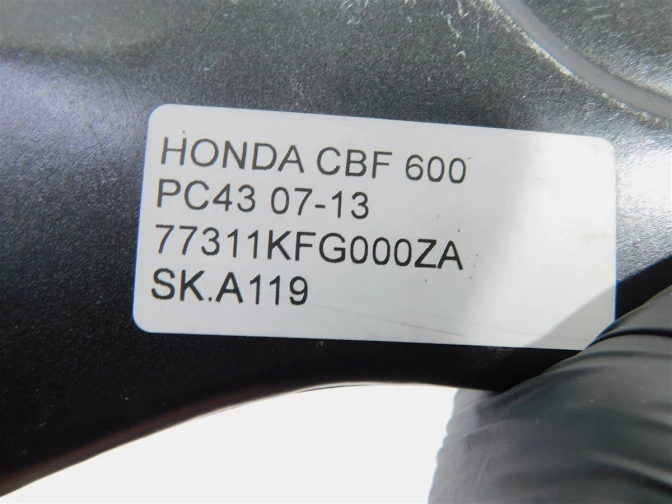 HONDA CBF 600
PC43 07-13
77311KFG000ZA
SK.A119